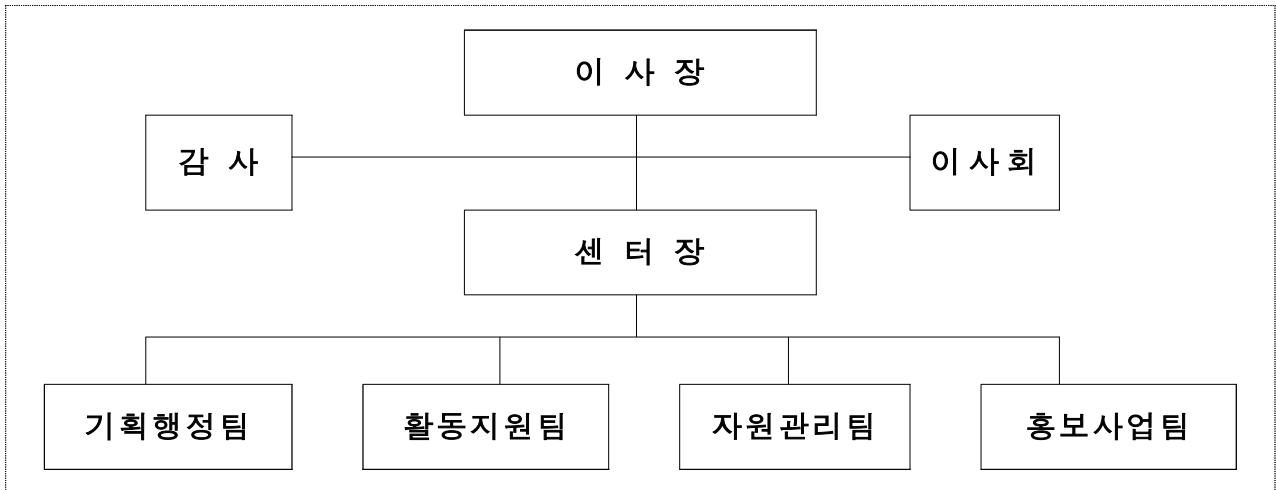 이 사 장
감 사
이 사 회
센 터 장
기획행정팀
활동지원팀
자원관리팀
홍보사업팀